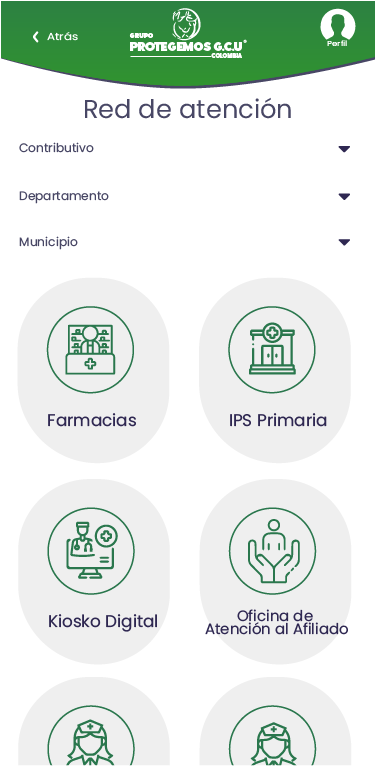 Atrás
GRUPO
PROTEGEMOS G.C.U
COLOMBIA
Perfil
Red de atención
Contributivo
Departamento
Municipio
Farmacias
IPS Primaria
Kiosko Digital
Oficina de
Atención al Afiliado